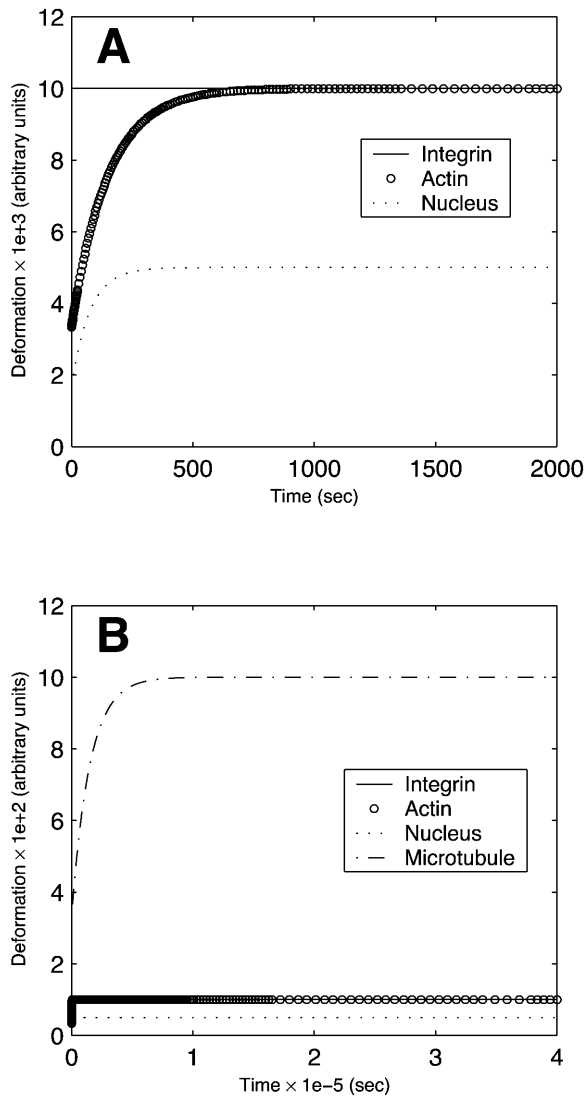 A
12
10
8
6
4
2
0
Deformation × 1e+3 (arbitrary units)
Integrin
Actin
Nucleus
0 500 1000 1500 2000
Time (sec)
B
12
10
8
6
4
2
0
Deformation × 1e+2 (arbitrary units)
Integrin
Actin
Nucleus
Microtubule
0 1 2 3 4
Time × 1e−5 (sec)